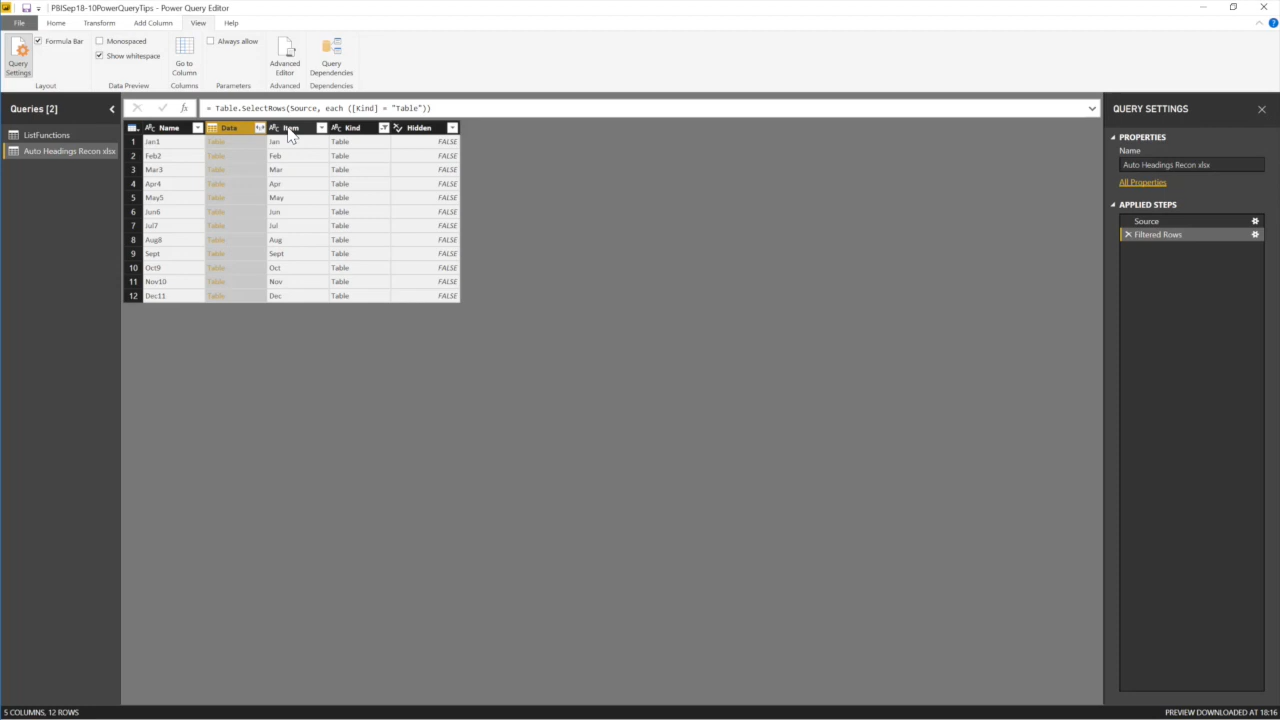 PBISep18-10PowerQueryTips - Power Query Editor
File Home Transform Add Column View Help
Query Settings
Formula Bar
Layout
Monospaced
Show whitespace
Data Preview
Go to Column
Columns
Always allow
Parameters
Advanced Editor
Advanced
Query Dependencies
Dependencies
Queries [2]
ListFunctions
Auto Headings Recon xlsx
fx = Table.SelectRows(Source, each ([Kind] = "Table"))
Name Data Item Kind Hidden
1 Jan1 Table Jan Table FALSE
2 Feb2 Table Feb Table FALSE
3 Mar3 Table Mar Table FALSE
4 Apr4 Table Apr Table FALSE
5 May5 Table May Table FALSE
6 Jun6 Table Jun Table FALSE
7 Jul7 Table Jul Table FALSE
8 Aug8 Table Aug Table FALSE
9 Sept Table Sept Table FALSE
10 Oct9 Table Oct Table FALSE
11 Nov10 Table Nov Table FALSE
12 Dec11 Table Dec Table FALSE
QUERY SETTINGS
PROPERTIES
Name
Auto Headings Recon xlsx
All Properties
APPLIED STEPS
Source
Filtered Rows
5 COLUMNS, 12 ROWS
PREVIEW DOWNLOADED AT 18:16